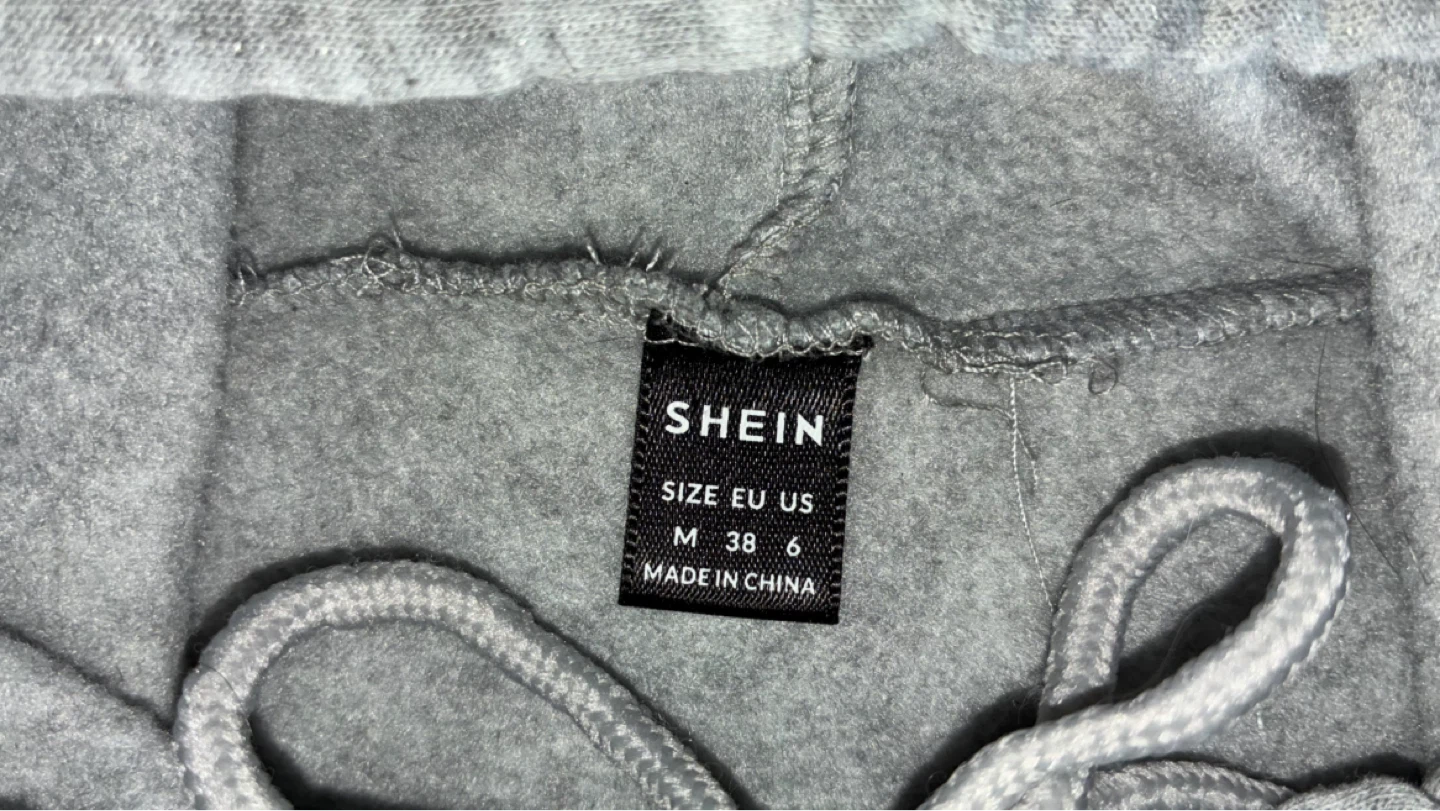 SHEIN
SIZE EU US
M 38 6
MADE IN CHINA